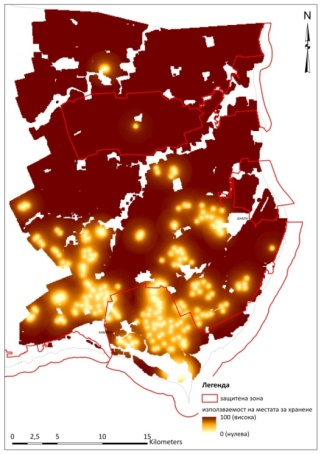 N
Легенда
защитена зона
използваемост на местата за хранене
100 (висока)
0 (нулева)
0 2,5 5 10 15
Kilometers